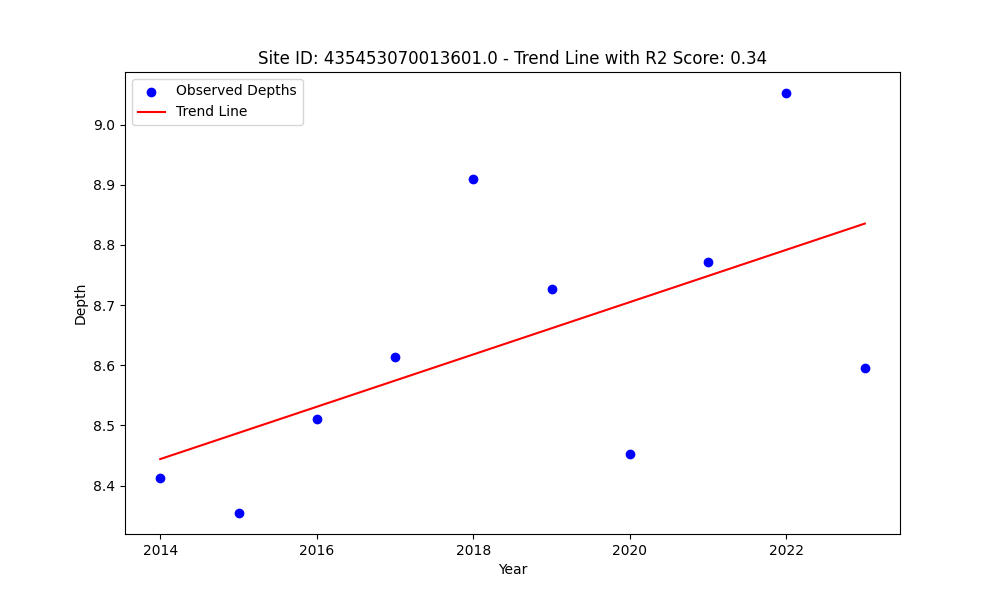 Site ID: 435453070013601.0 - Trend Line with R2 Score: 0.34
Observed Depths
Trend Line
9.0
8.9
8.8
8.7
8.6
8.5
8.4
Depth
2014
2016
2018
2020
2022
Year